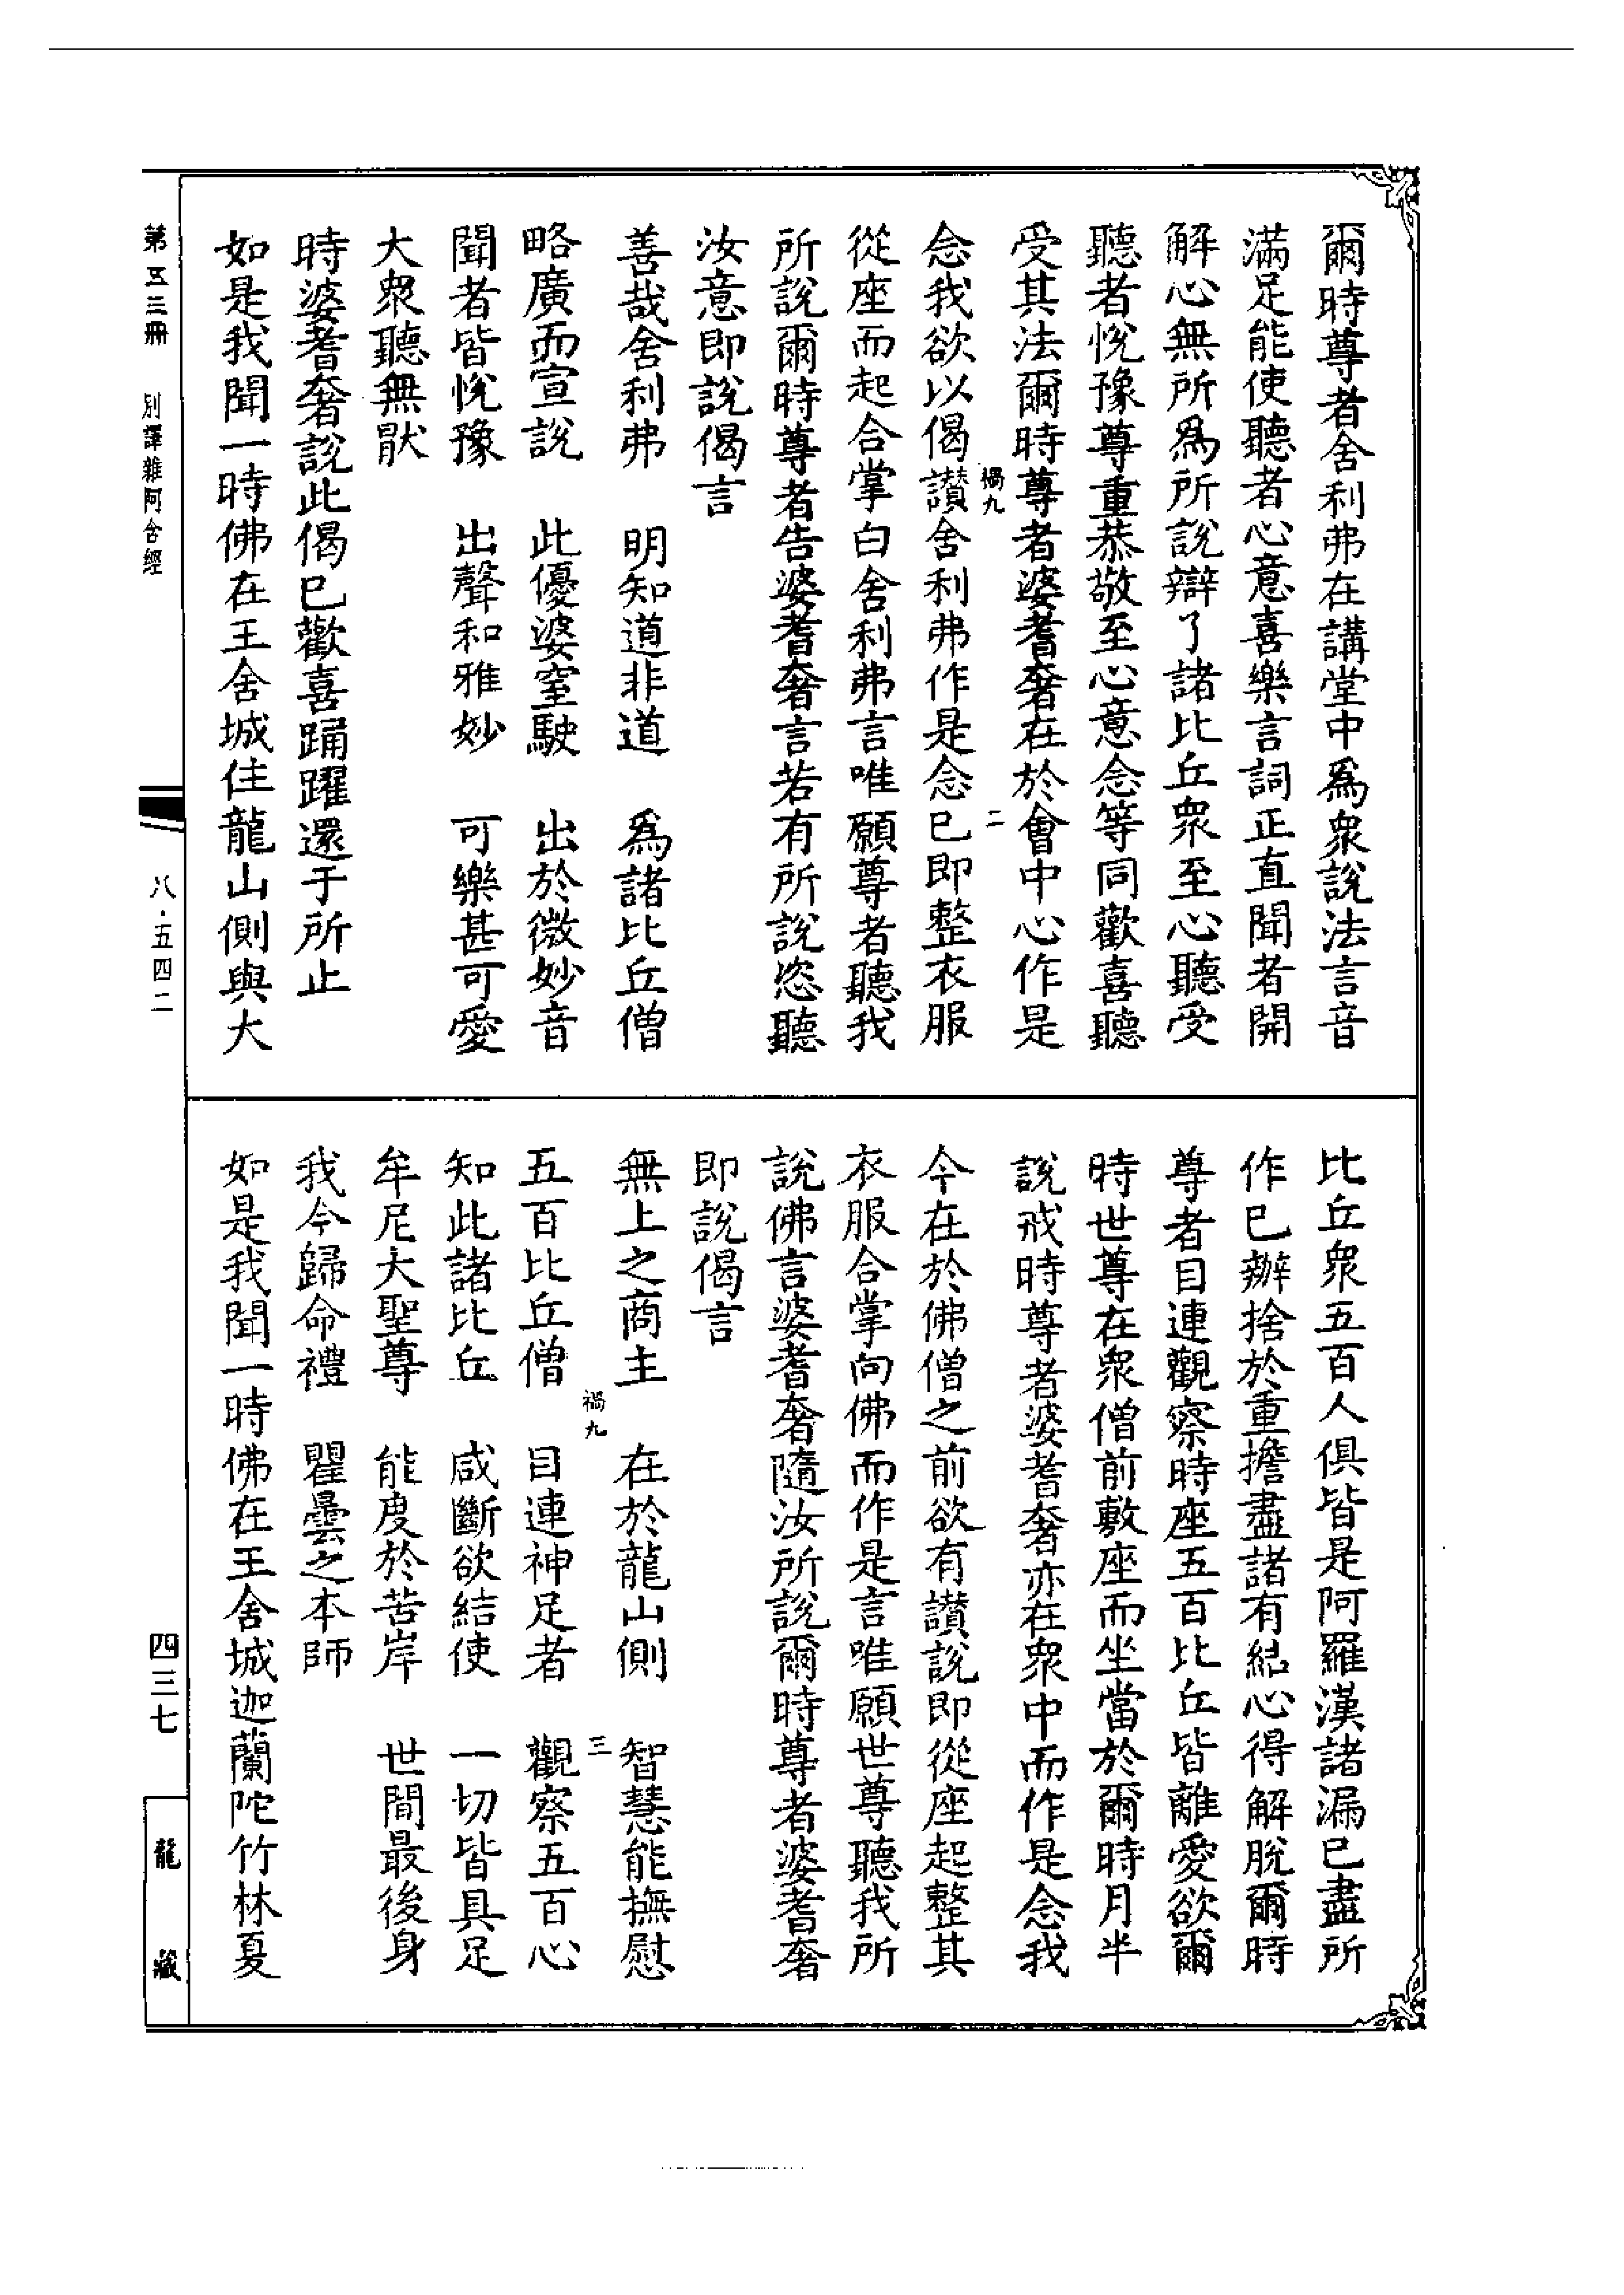 爾時尊者舍利弗在講堂中爲衆說法言音
滿足能使聽者心意喜樂言詞正直聞者開
解心無所爲所說辯了諸比丘衆至心聽受
聽者悅豫尊重恭敬至心意念等同歡喜聽
受其法爾時尊者婆耆奢在於會中心作是
禍九
二
念我欲以偈讃舍利弗作是念已即整衣服
從座而起合掌白舍利弗言唯願尊者聽我
所說爾時尊者告婆耆奢言若有所說恣聽
汝意即說偈言
善哉舍利弗　明知道非道　爲諸比丘僧
略廣而宣說　此優婆室駛　出於微妙音
聞者皆悅豫　出聲和雅妙　可樂甚可愛
大衆聽無猒
時婆耆奢說此偈已歡喜踊躍還于所止
如是我聞一時佛在王舍城住龍山側與大
比丘衆五百人俱皆是阿羅漢諸漏已盡所
作已辦捨於重擔盡諸有結心得解脫爾時
尊者目連觀察時座五百比丘皆離愛欲爾
時世尊在衆僧前敷座而坐當於爾時月半
說戒時尊者婆耆奢亦在衆中而作是念我
今在於佛僧之前欲有讃說即從座起整其
衣服合掌向佛而作是言唯願世尊聽我所
說佛言婆耆奢隨汝所說爾時尊者婆耆奢
即說偈言
無上之商主　在於龍山側　智慧能撫慰
禍九
三
五百比丘僧　目連神足者　觀察五百心
知此諸比丘　咸斷欲結使　一切皆具足
牟尼大聖尊　能度於苦岸　世間最後身
我今歸命禮　瞿曇之本師
如是我聞一時佛在王舍城迦蘭陀竹林夏
第五三冊　別譯雜阿含經
八·五四二
四三七
龍藏